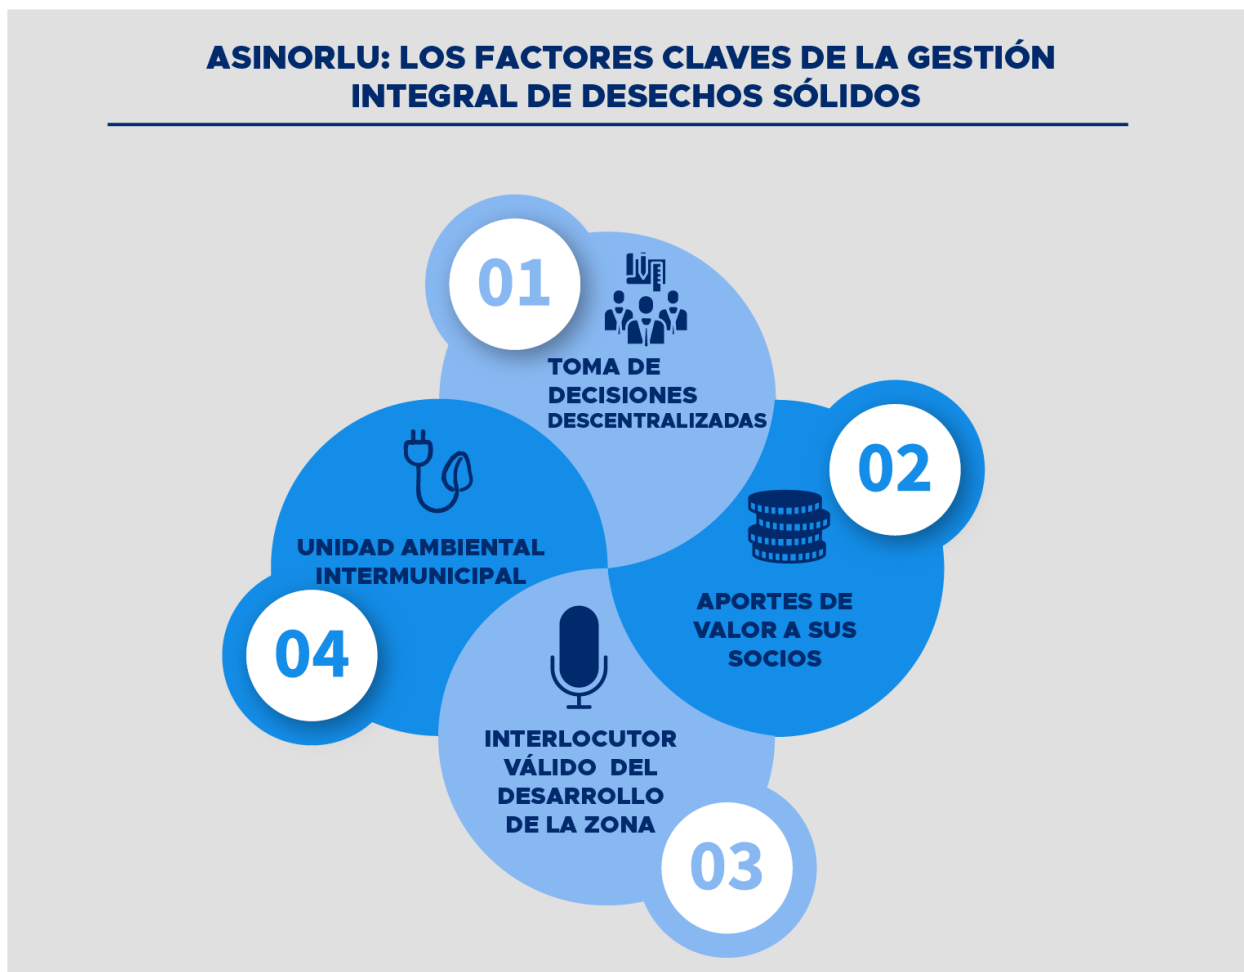 ASINORLU: LOS FACTORES CLAVES DE LA GESTIÓN
INTEGRAL DE DESECHOS SÓLIDOS
01
TOMA DE
DECISIONES
DESCENTRALIZADAS
02
APORTES DE
VALOR A SUS
SOCIOS
INTERLOCUTOR
VÁLIDO DEL
DESARROLLO
DE LA ZONA
03
UNIDAD AMBIENTAL
INTERMUNICIPAL
04